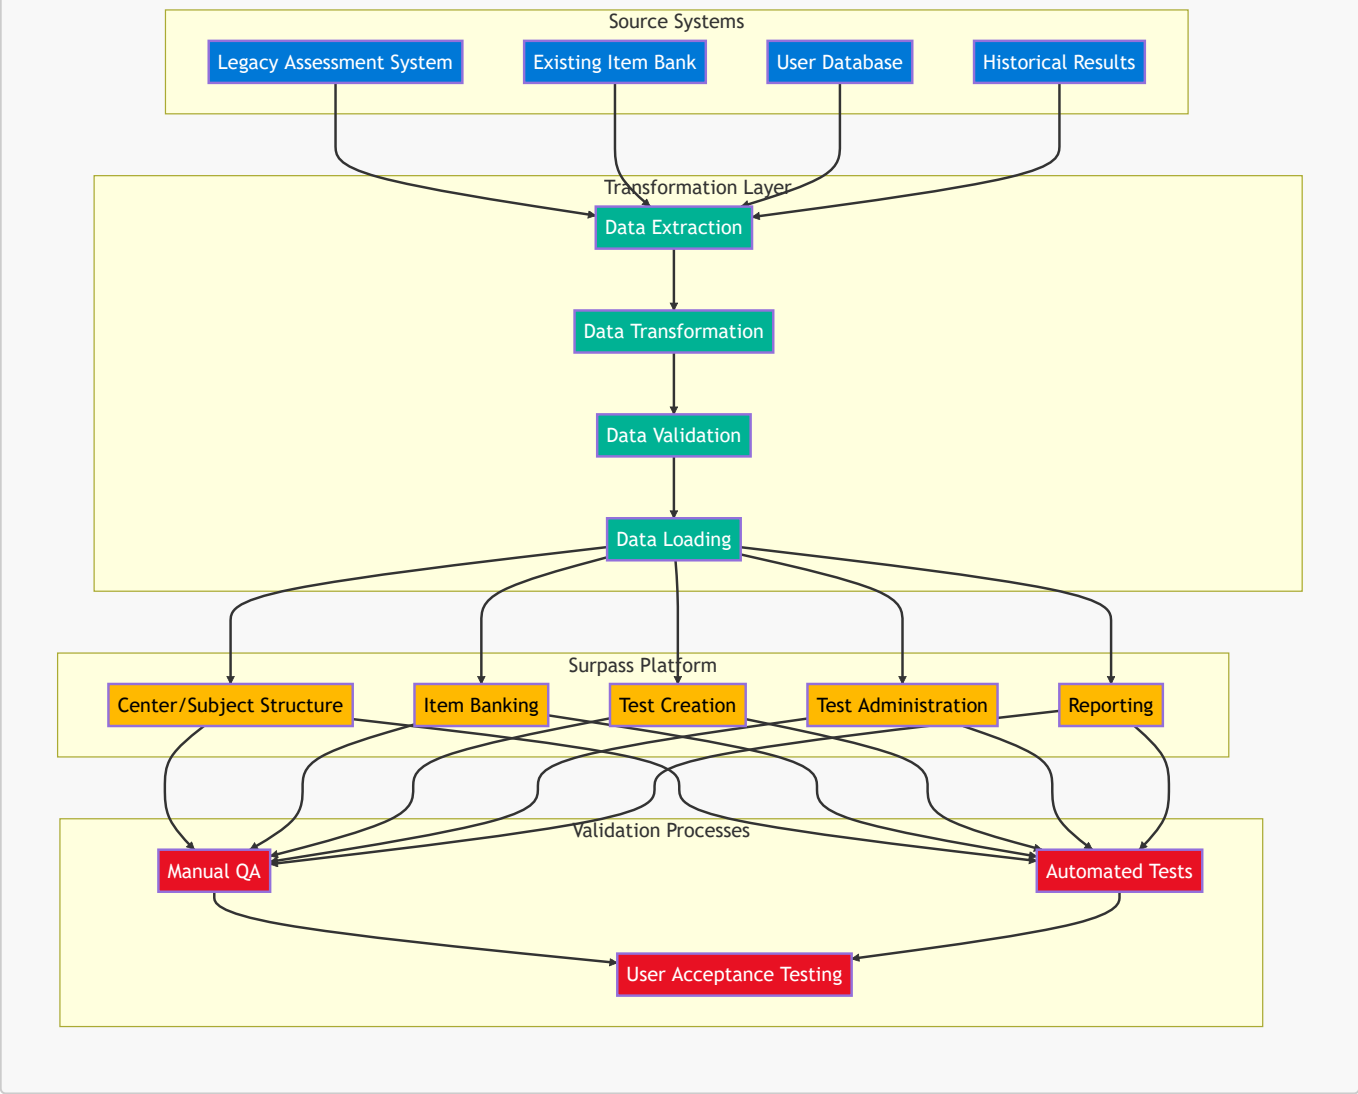 Source Systems
Legacy Assessment System
Existing Item Bank
User Database
Historical Results
Transformation Layer
Data Extraction
Data Transformation
Data Validation
Data Loading
Surpass Platform
Center/Subject Structure
Item Banking
Test Creation
Test Administration
Reporting
Validation Processes
Manual QA
Automated Tests
User Acceptance Testing